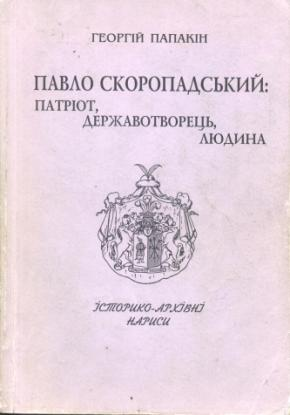 ГЕОРГІЙ ПАПАКІН
ПАВЛО СКОРОПАДСЬКИЙ:
ПАТРІОТ,
ДЕРЖАВОТВОРЕЦЬ,
ЛЮДИНА
ІСТОРИКО-АРХІВНІ
НАРИСИ